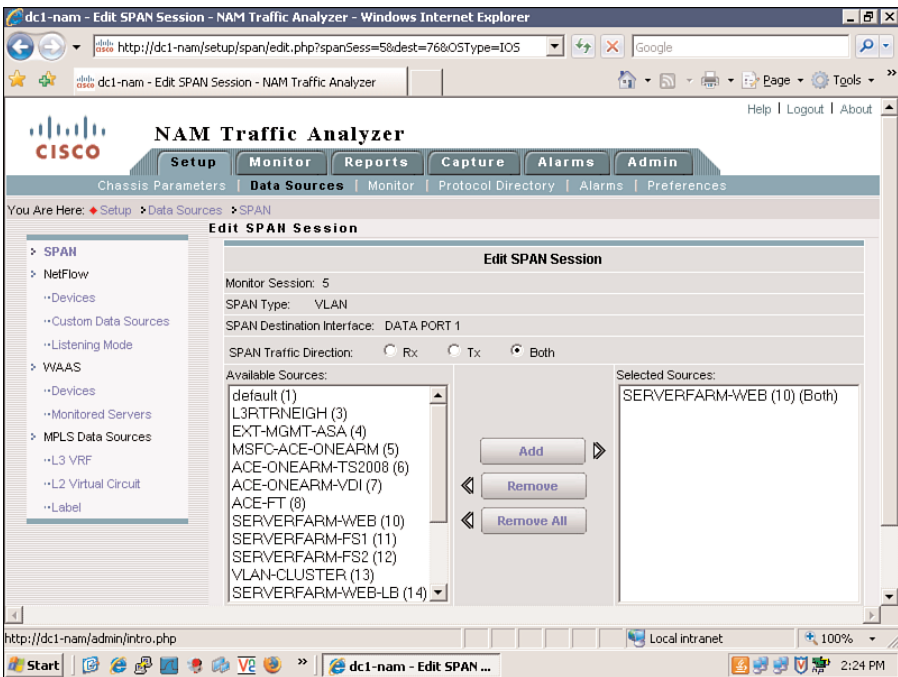 dc1-nam - Edit SPAN Session - NAM Traffic Analyzer - Windows Internet Explorer
http://dc1-nam/setup/span/edit.php?spanSess=5&dest=76&OSType=IOS
Google
dc1-nam - Edit SPAN Session - NAM Traffic Analyzer
Page Tools »
Help | Logout | About
CISCO
NAM Traffic Analyzer
Setup Monitor Reports Capture Alarms Admin
Chassis Parameters | Data Sources | Monitor | Protocol Directory | Alarms | Preferences
You Are Here: Setup > Data Sources > SPAN
Edit SPAN Session
SPAN
NetFlow
Devices
Custom Data Sources
Listening Mode
WAAS
Devices
Monitored Servers
MPLS Data Sources
L3 VRF
L2 Virtual Circuit
Label
Edit SPAN Session
Monitor Session: 5
SPAN Type: VLAN
SPAN Destination Interface: DATA PORT 1
SPAN Traffic Direction: Rx Tx Both
Available Sources:
default (1)
L3RTRNEIGH (3)
EXT-MGMT-ASA (4)
MSFC-ACE-ONEARM (5)
ACE-ONEARM-TS2008 (6)
ACE-ONEARM-VDI (7)
ACE-FT (8)
SERVERFARM-WEB (10)
SERVERFARM-FS1 (11)
SERVERFARM-FS2 (12)
VLAN-CLUSTER (13)
SERVERFARM-WEB-LB (14)
Add
Remove
Remove All
Selected Sources:
SERVERFARM-WEB (10) (Both)
http://dc1-nam/admin/intro.php
Local intranet
100%
Start
V2
»
dc1-nam - Edit SPAN ...
2:24 PM